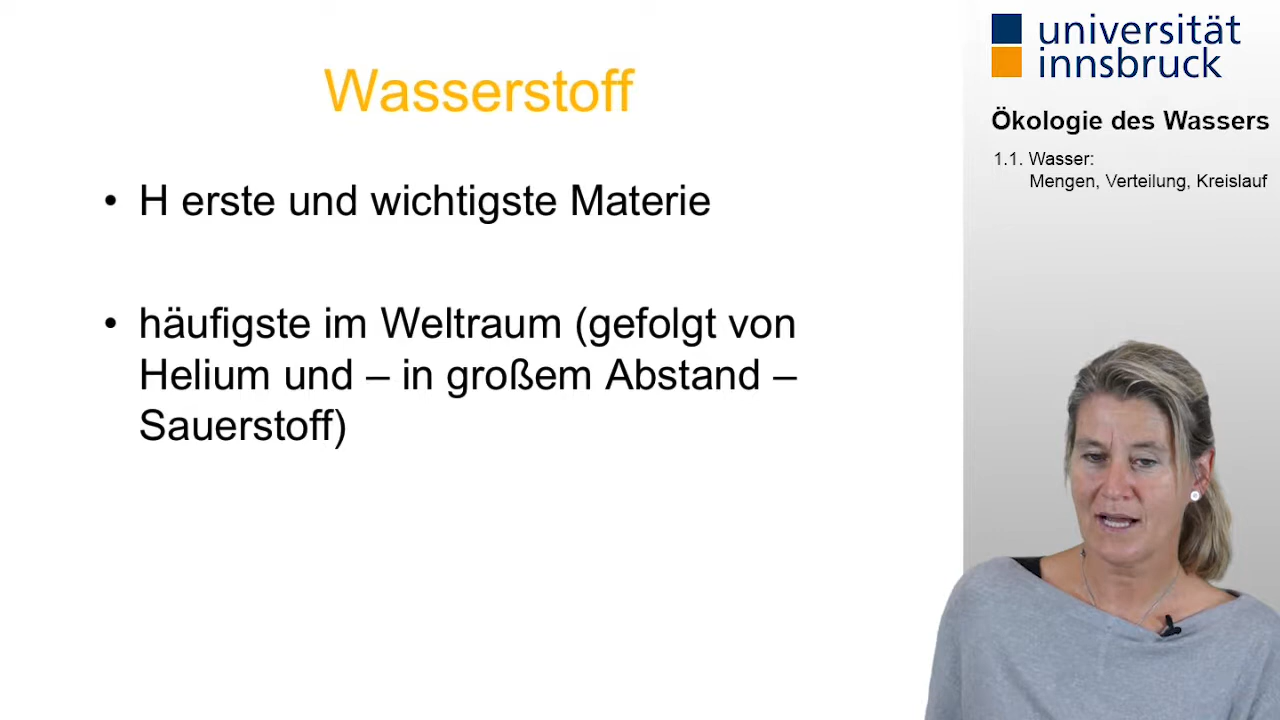 Wasserstoff
• H erste und wichtigste Materie
• häufigste im Weltraum (gefolgt von
Helium und – in großem Abstand –
Sauerstoff)
universität
innsbruck
Ökologie des Wassers
1.1. Wasser:
Mengen, Verteilung, Kreislauf